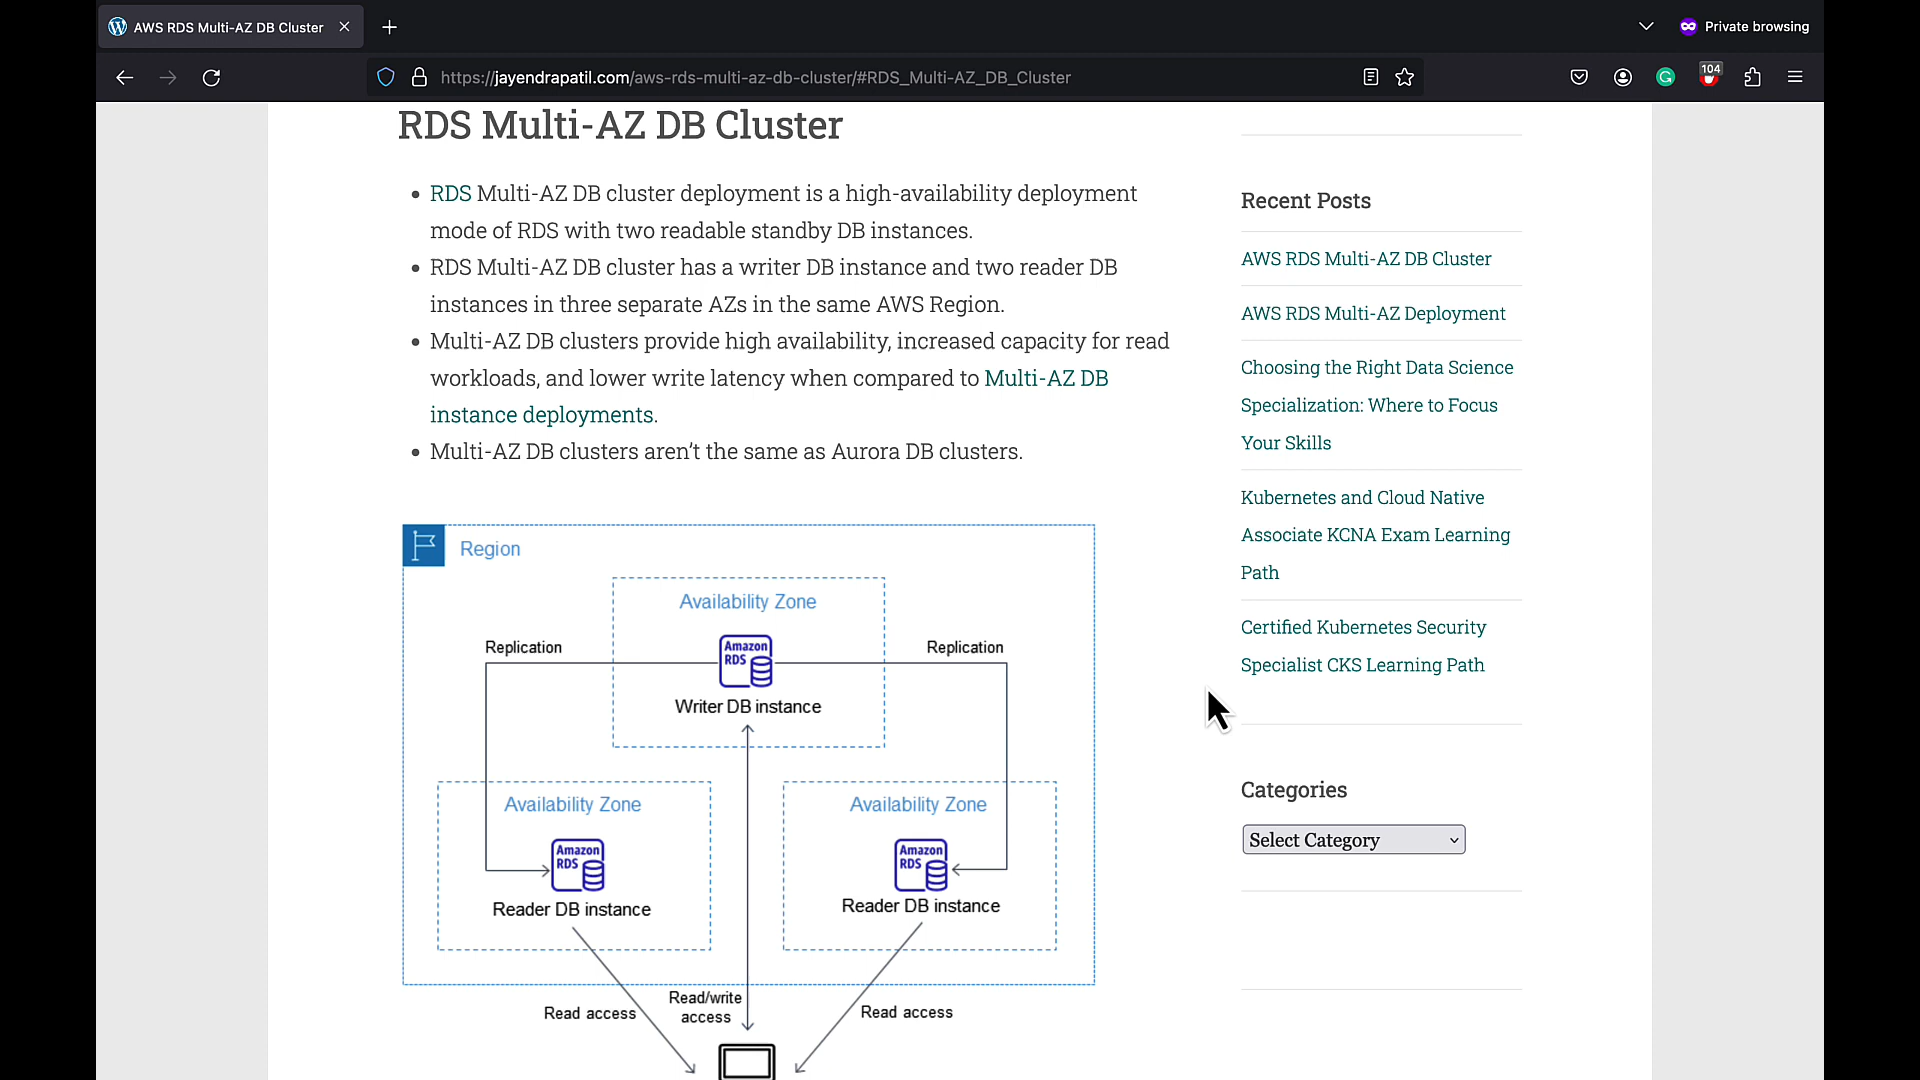 AWS RDS Multi-AZ DB Cluster
Private browsing
https://jayendrapatil.com/aws-rds-multi-az-db-cluster/#RDS_Multi-AZ_DB_Cluster
104
RDS Multi-AZ DB Cluster
RDS Multi-AZ DB cluster deployment is a high-availability deployment
mode of RDS with two readable standby DB instances.
RDS Multi-AZ DB cluster has a writer DB instance and two reader DB
instances in three separate AZs in the same AWS Region.
Multi-AZ DB clusters provide high availability, increased capacity for read
workloads, and lower write latency when compared to Multi-AZ DB
instance deployments.
Multi-AZ DB clusters aren’t the same as Aurora DB clusters.
Region
Availability Zone
Replication
Amazon
RDS
Replication
Writer DB instance
Availability Zone
Availability Zone
Amazon
RDS
Amazon
RDS
Reader DB instance
Reader DB instance
Read access
Read/write
access
Read access
Recent Posts
AWS RDS Multi-AZ DB Cluster
AWS RDS Multi-AZ Deployment
Choosing the Right Data Science
Specialization: Where to Focus
Your Skills
Kubernetes and Cloud Native
Associate KCNA Exam Learning
Path
Certified Kubernetes Security
Specialist CKS Learning Path
Categories
Select Category